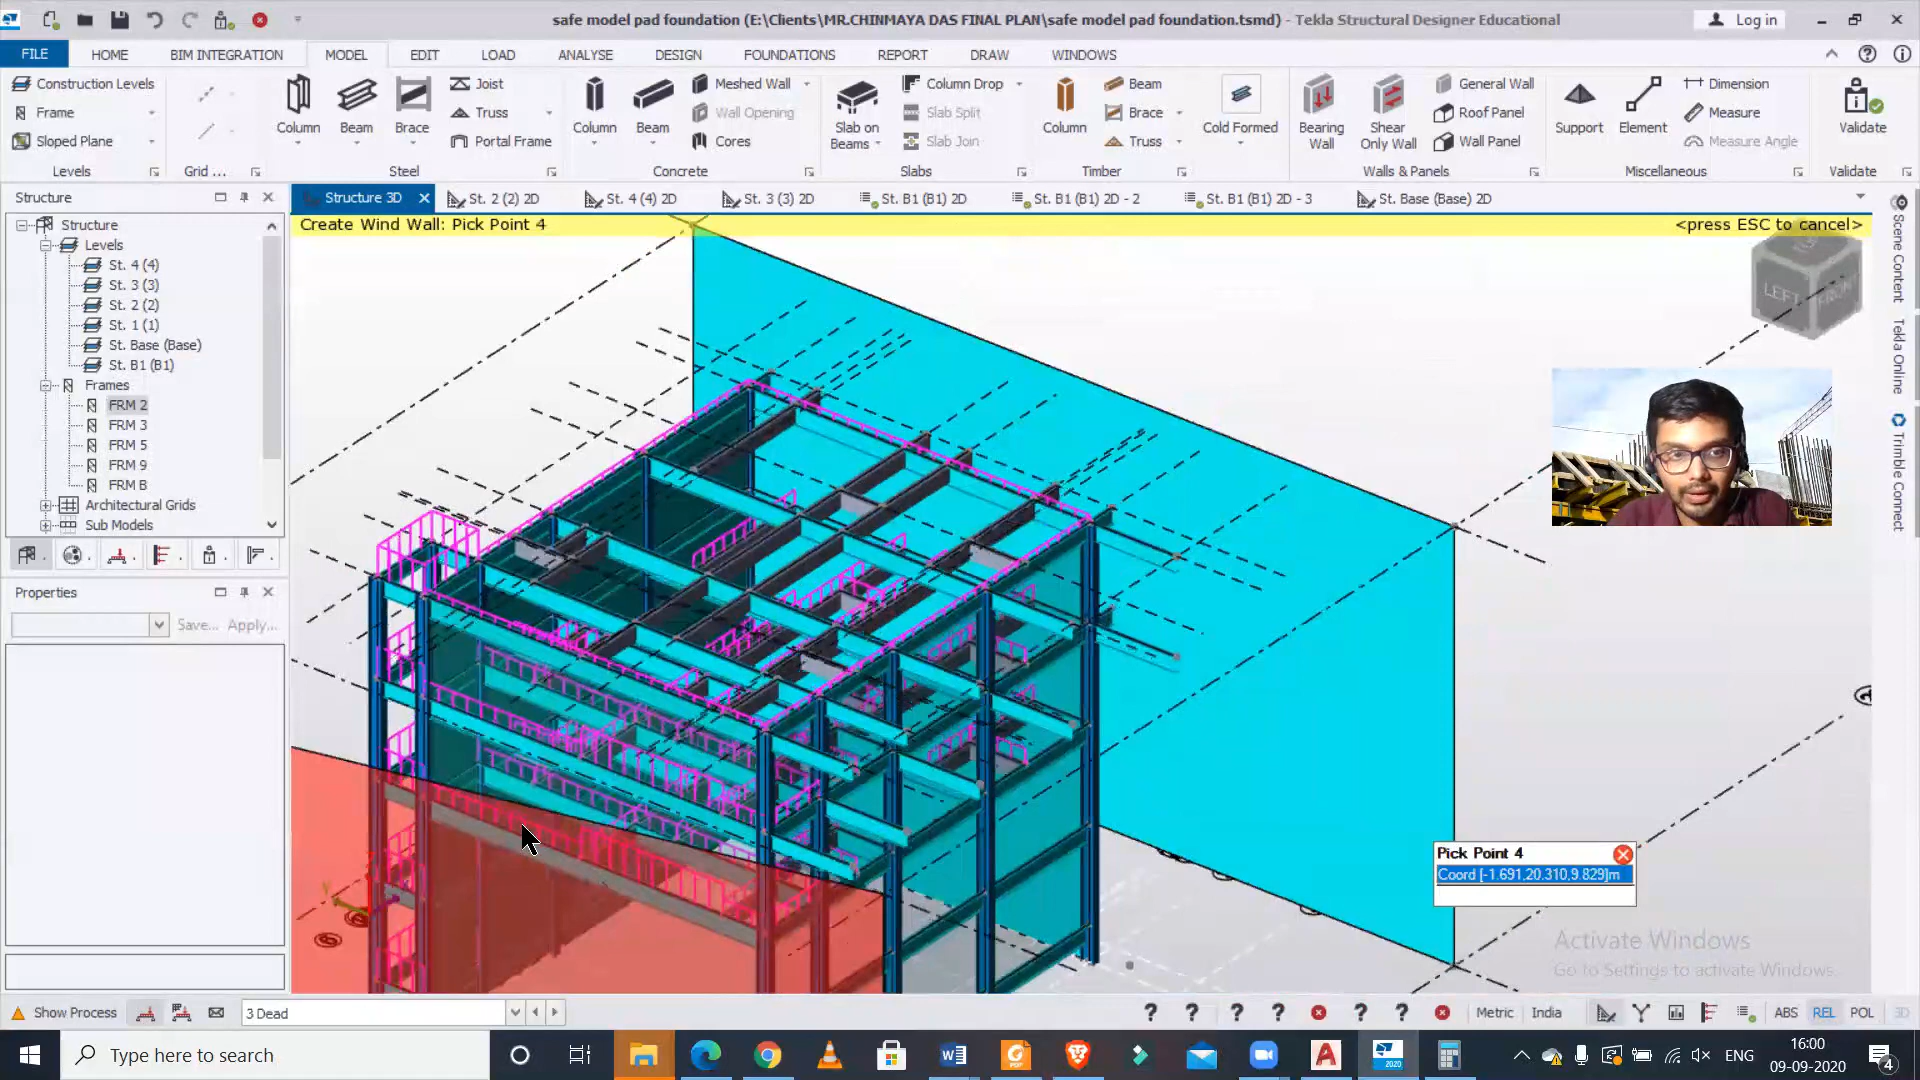 safe model pad foundation (E:\Clients\MR.CHINMAYA DAS FINAL PLAN\safe model pad foundation.tsmd) - Tekla Structural Designer Educational
Log in
FILE HOME BIM INTEGRATION MODEL EDIT LOAD ANALYSE DESIGN FOUNDATIONS REPORT DRAW WINDOWS
Construction Levels
Frame
Sloped Plane
Levels
Grid ...
Column
Beam
Brace
Joist
Truss
Portal Frame
Steel
Column
Beam
Meshed Wall
Wall Opening
Cores
Concrete
Slab on Beams
Column Drop
Slab Split
Slab Join
Slabs
Column
Beam
Brace
Truss
Timber
Cold Formed
Bearing Wall
Shear Only Wall
General Wall
Roof Panel
Wall Panel
Walls & Panels
Support
Element
Dimension
Measure
Measure Angle
Miscellaneous
Validate
Validate
Structure
Structure 3D
St. 2 (2) 2D
St. 4 (4) 2D
St. 3 (3) 2D
St. B1 (B1) 2D
St. B1 (B1) 2D - 2
St. B1 (B1) 2D - 3
St. Base (Base) 2D
Create Wind Wall: Pick Point 4
<press ESC to cancel>
Structure
Levels
St. 4 (4)
St. 3 (3)
St. 2 (2)
St. 1 (1)
St. Base (Base)
St. B1 (B1)
Frames
FRM 2
FRM 3
FRM 5
FRM 9
FRM B
Architectural Grids
Sub Models
LEFT
FRONT
Scene Content
Tekla Online
Trimble Connect
Properties
Save... Apply...
Pick Point 4
Coord [-1.691,20.310,9.829]m
Activate Windows
Go to Settings to activate Windows.
Show Process
3 Dead
Metric
India
ABS REL POL 3D
Type here to search
ENG
16:00
09-09-2020
4